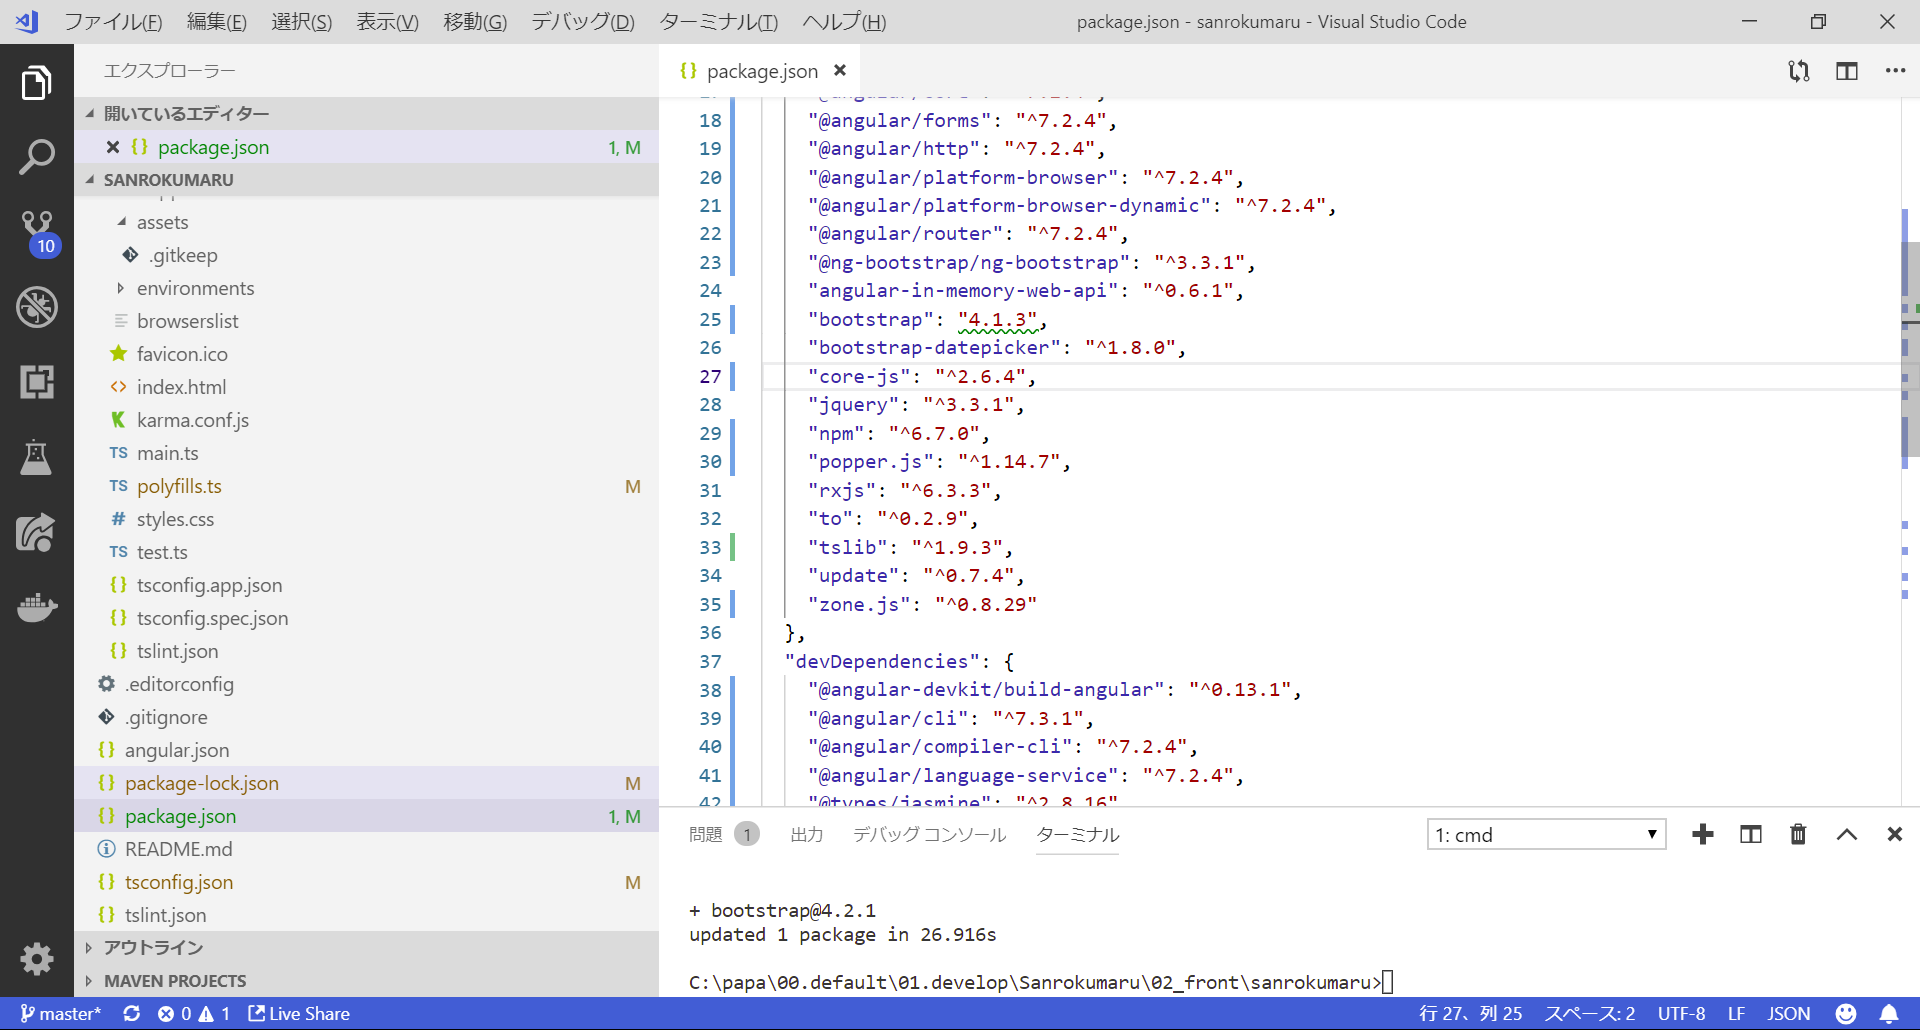 ファイル(F) 編集(E) 選択(S) 表示(V) 移動(G) デバッグ(D) ターミナル(T) ヘルプ(H) package.json - sanrokumaru - Visual Studio Code
エクスプローラー
開いているエディター
package.json 1, M
SANROKUMARU
assets
.gitkeep
environments
browserslist
favicon.ico
index.html
karma.conf.js
TS main.ts
TS polyfills.ts M
# styles.css
TS test.ts
{} tsconfig.app.json
{} tsconfig.spec.json
{} tslint.json
.editorconfig
.gitignore
{} angular.json
{} package-lock.json M
{} package.json 1, M
README.md
{} tsconfig.json M
{} tslint.json
アウトライン
MAVEN PROJECTS
10
{} package.json
18 "@angular/forms": "^7.2.4",
19 "@angular/http": "^7.2.4",
20 "@angular/platform-browser": "^7.2.4",
21 "@angular/platform-browser-dynamic": "^7.2.4",
22 "@angular/router": "^7.2.4",
23 "@ng-bootstrap/ng-bootstrap": "^3.3.1",
24 "angular-in-memory-web-api": "^0.6.1",
25 "bootstrap": "4.1.3",
26 "bootstrap-datepicker": "^1.8.0",
27 "core-js": "^2.6.4",
28 "jquery": "^3.3.1",
29 "npm": "^6.7.0",
30 "popper.js": "^1.14.7",
31 "rxjs": "^6.3.3",
32 "to": "^0.2.9",
33 "tslib": "^1.9.3",
34 "update": "^0.7.4",
35 "zone.js": "^0.8.29"
36 },
37 "devDependencies": {
38 "@angular-devkit/build-angular": "^0.13.1",
39 "@angular/cli": "^7.3.1",
40 "@angular/compiler-cli": "^7.2.4",
41 "@angular/language-service": "^7.2.4",
42 "@types/jasmine": "^2.8.16"
問題 1 出力 デバッグ コンソール ターミナル 1: cmd
+ bootstrap@4.2.1
updated 1 package in 26.916s
C:\papa\00.default\01.develop\Sanrokumaru\02_front\sanrokumaru>
master* 0 1 Live Share 行 27、列 25 スペース: 2 UTF-8 LF JSON